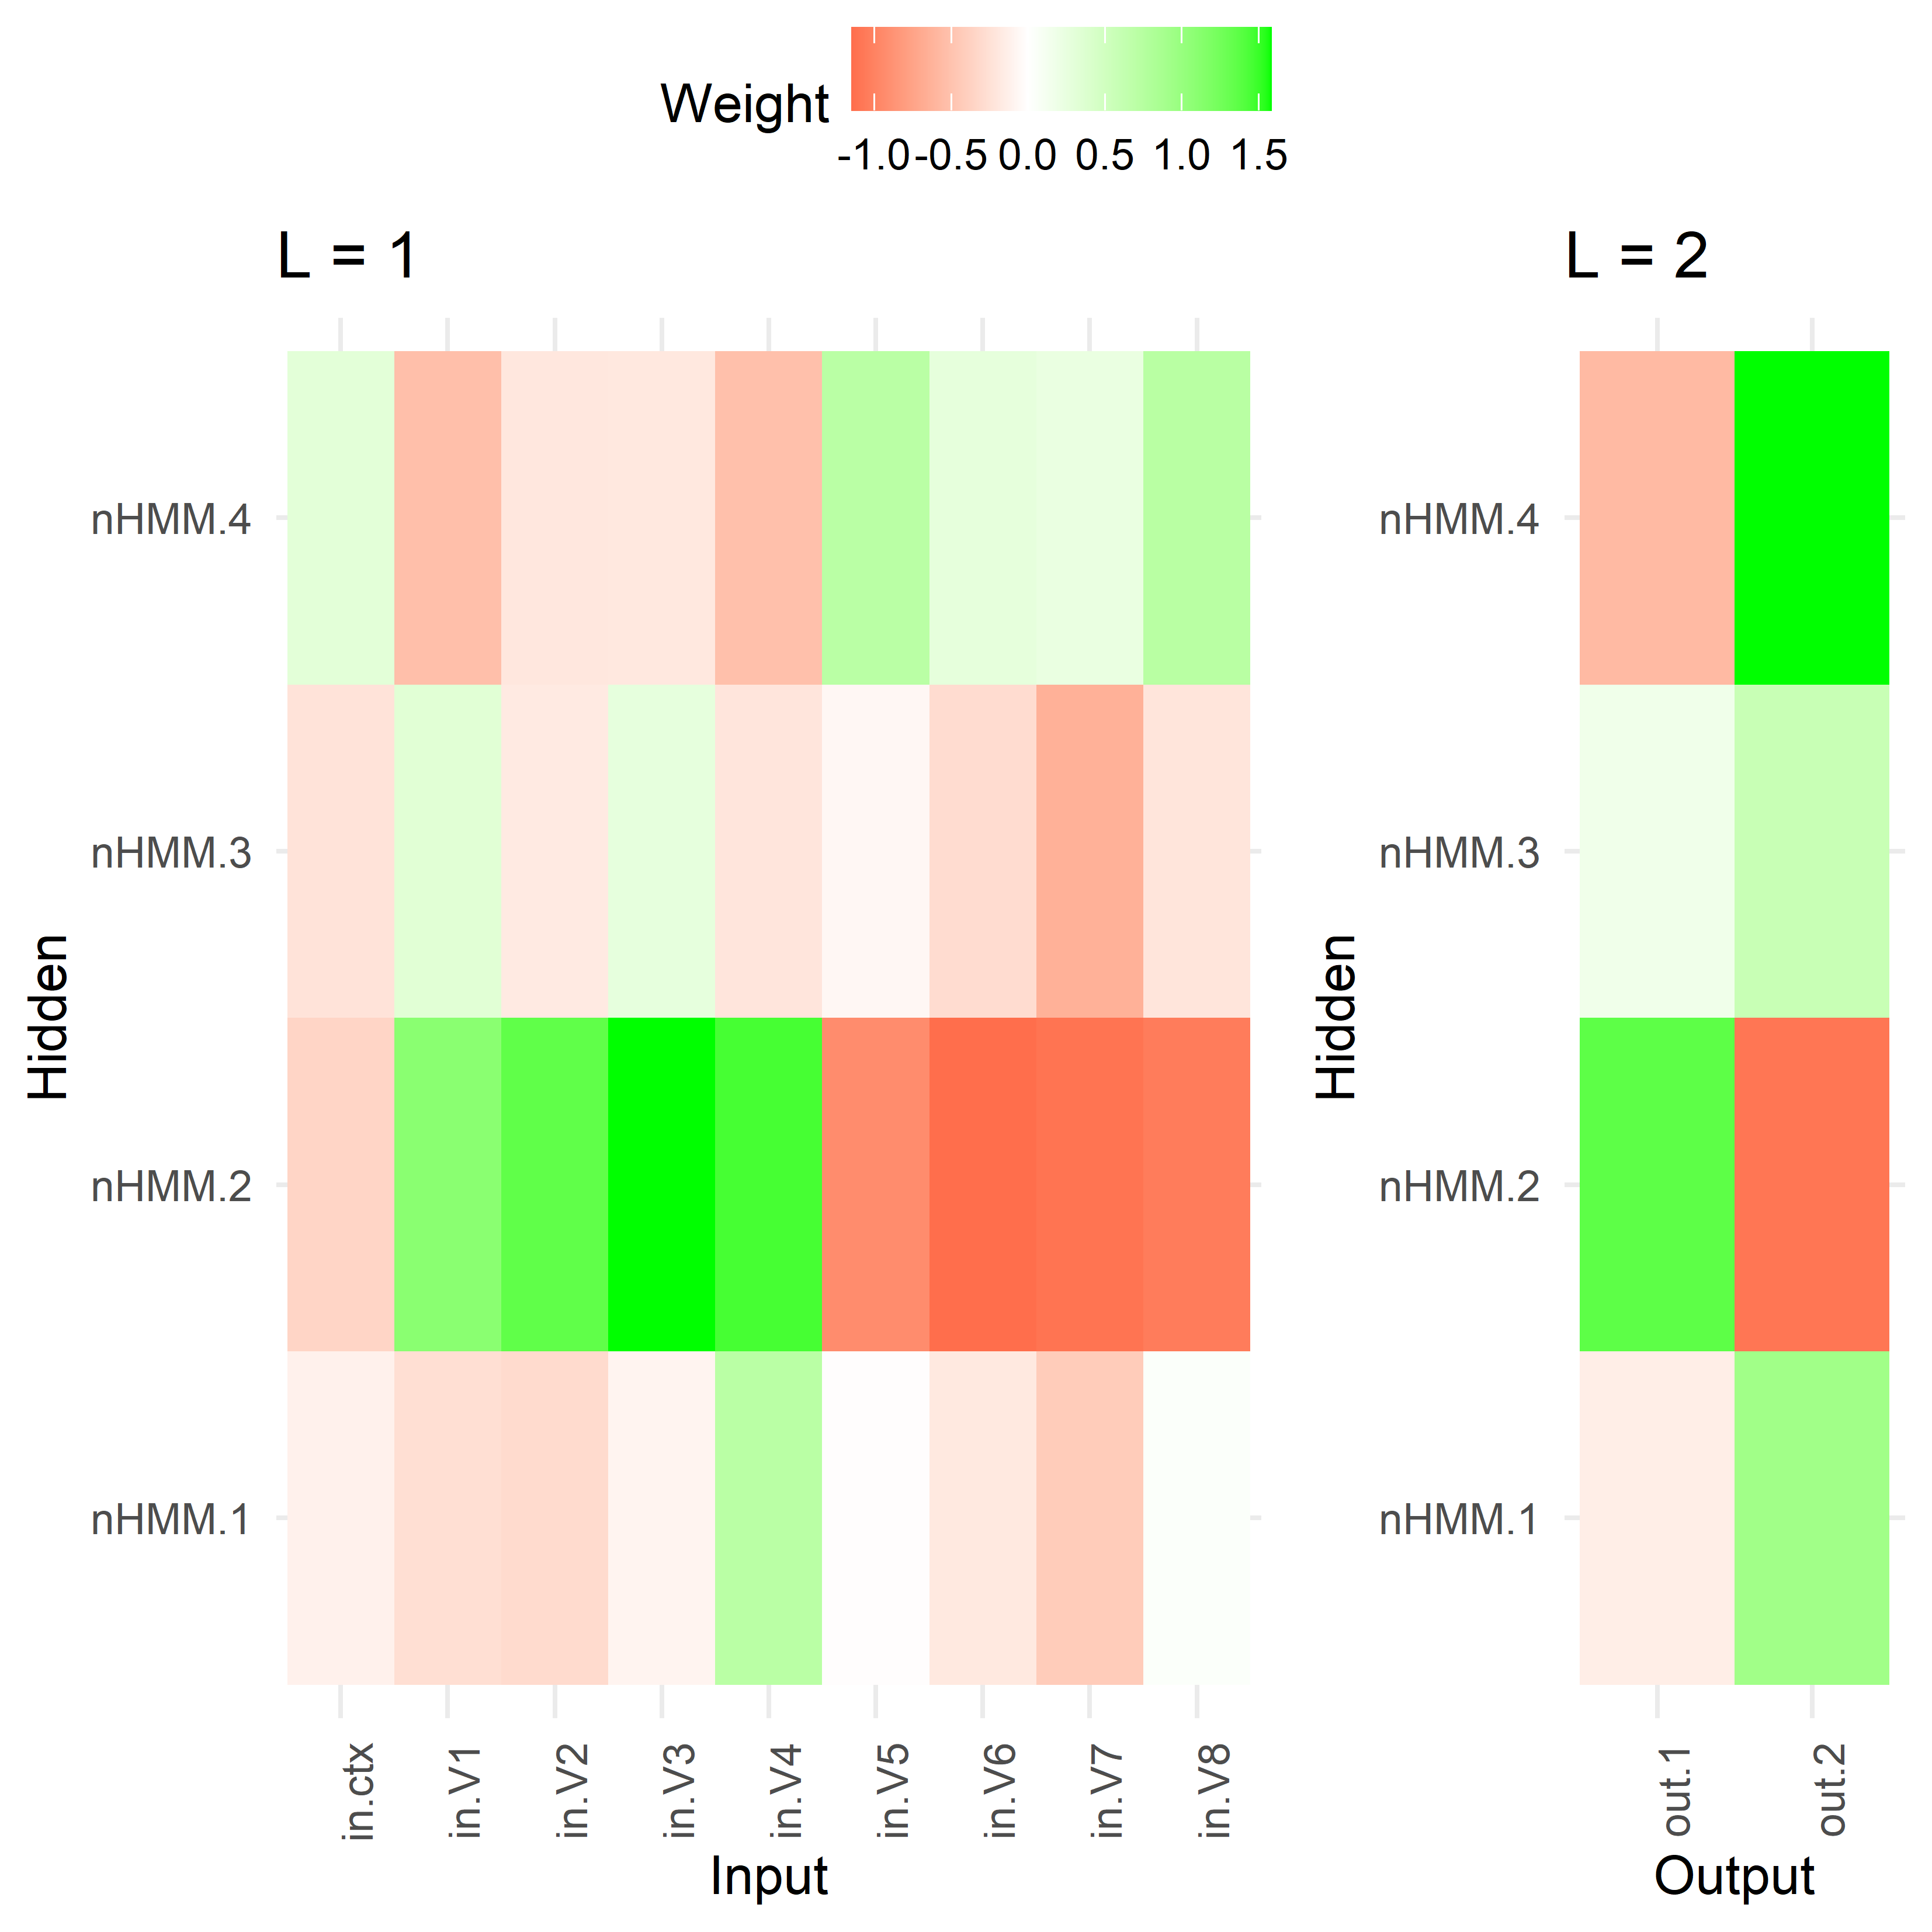 Weight
-1.0 -0.5 0.0 0.5 1.0 1.5
L = 1
nHMM.4
nHMM.3
nHMM.2
nHMM.1
Hidden
in.ctx
in.V1
in.V2
in.V3
in.V4
in.V5
in.V6
in.V7
in.V8
Input
L = 2
nHMM.4
nHMM.3
nHMM.2
nHMM.1
Hidden
out.1
out.2
Output